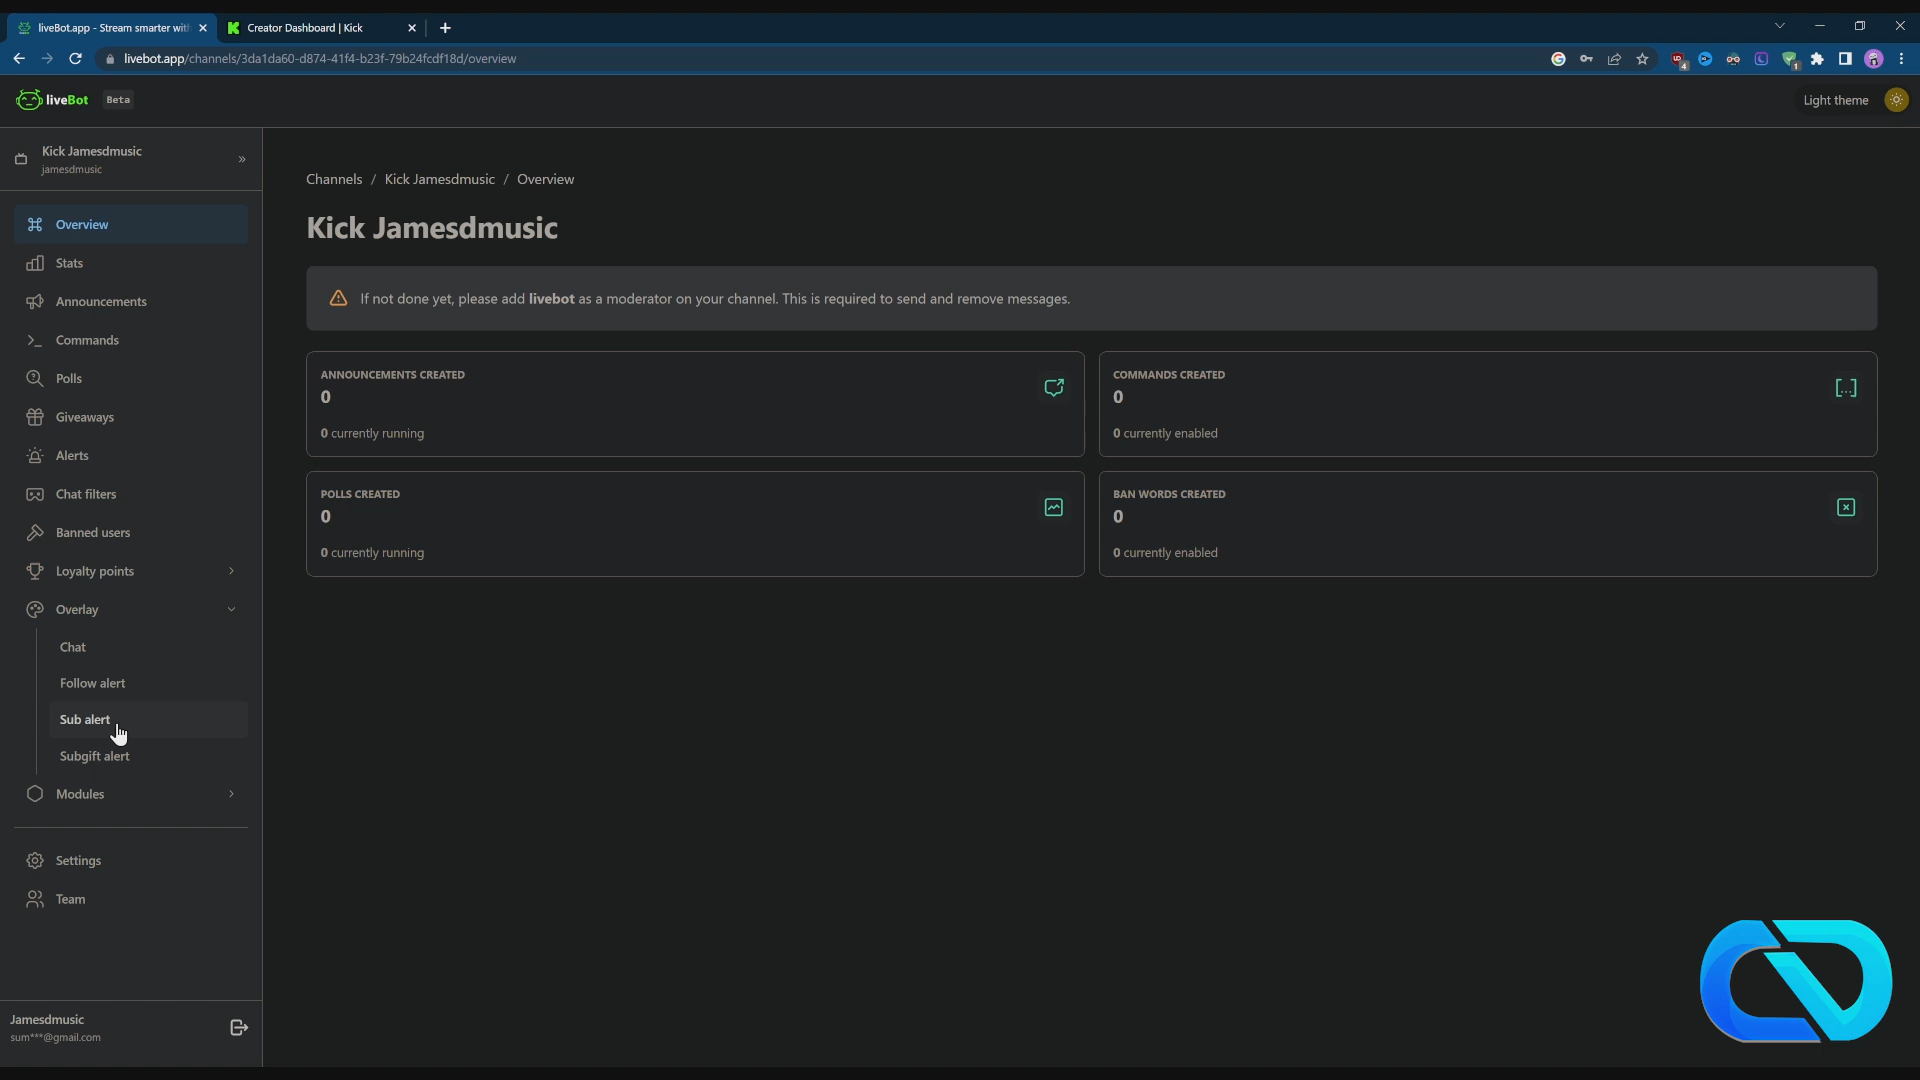 liveBot.app - Stream smarter with
Creator Dashboard | Kick
livebot.app/channels/3da1da60-d874-41f4-b23f-79b24fcdf18d/overview
4
1
liveBot Beta
Light theme
Kick Jamesdmusic
jamesdmusic
Overview
Stats
Announcements
Commands
Polls
Giveaways
Alerts
Chat filters
Banned users
Loyalty points
Overlay
Chat
Follow alert
Sub alert
Subgift alert
Modules
Settings
Team
Jamesdmusic
sum***@gmail.com
Channels / Kick Jamesdmusic / Overview
Kick Jamesdmusic
If not done yet, please add livebot as a moderator on your channel. This is required to send and remove messages.
ANNOUNCEMENTS CREATED
0
0 currently running
COMMANDS CREATED
0
0 currently enabled
POLLS CREATED
0
0 currently running
BAN WORDS CREATED
0
0 currently enabled